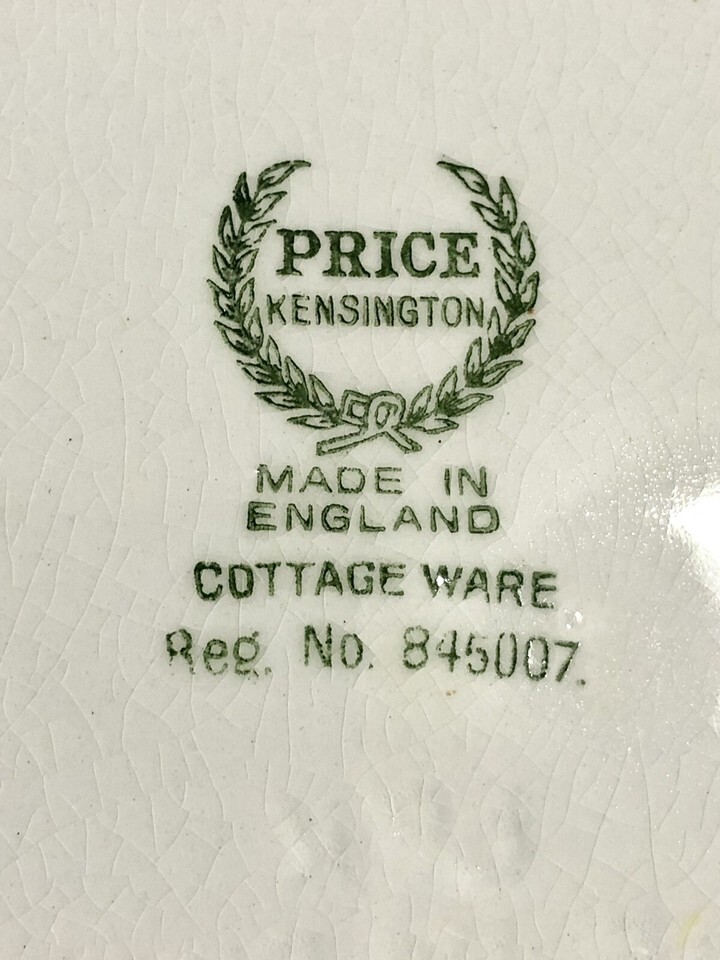 PRICE
KENSINGTON
MADE IN
ENGLAND
COTTAGE WARE
Reg. No. 845007.